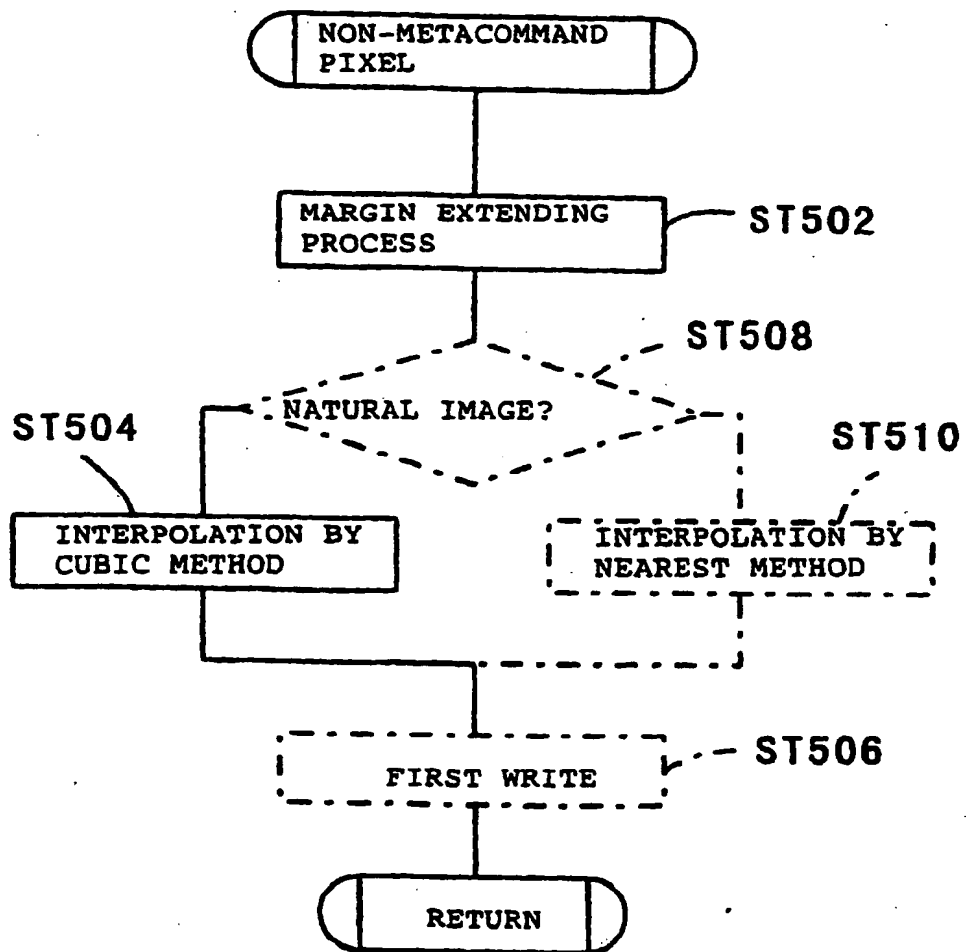 NON-METACOMMAND
PIXEL
MARGIN EXTENDING
PROCESS
ST502
ST508
NATURAL IMAGE?
ST504
ST510
INTERPOLATION BY
CUBIC METHOD
INTERPOLATION BY
NEAREST METHOD
ST506
FIRST WRITE
RETURN